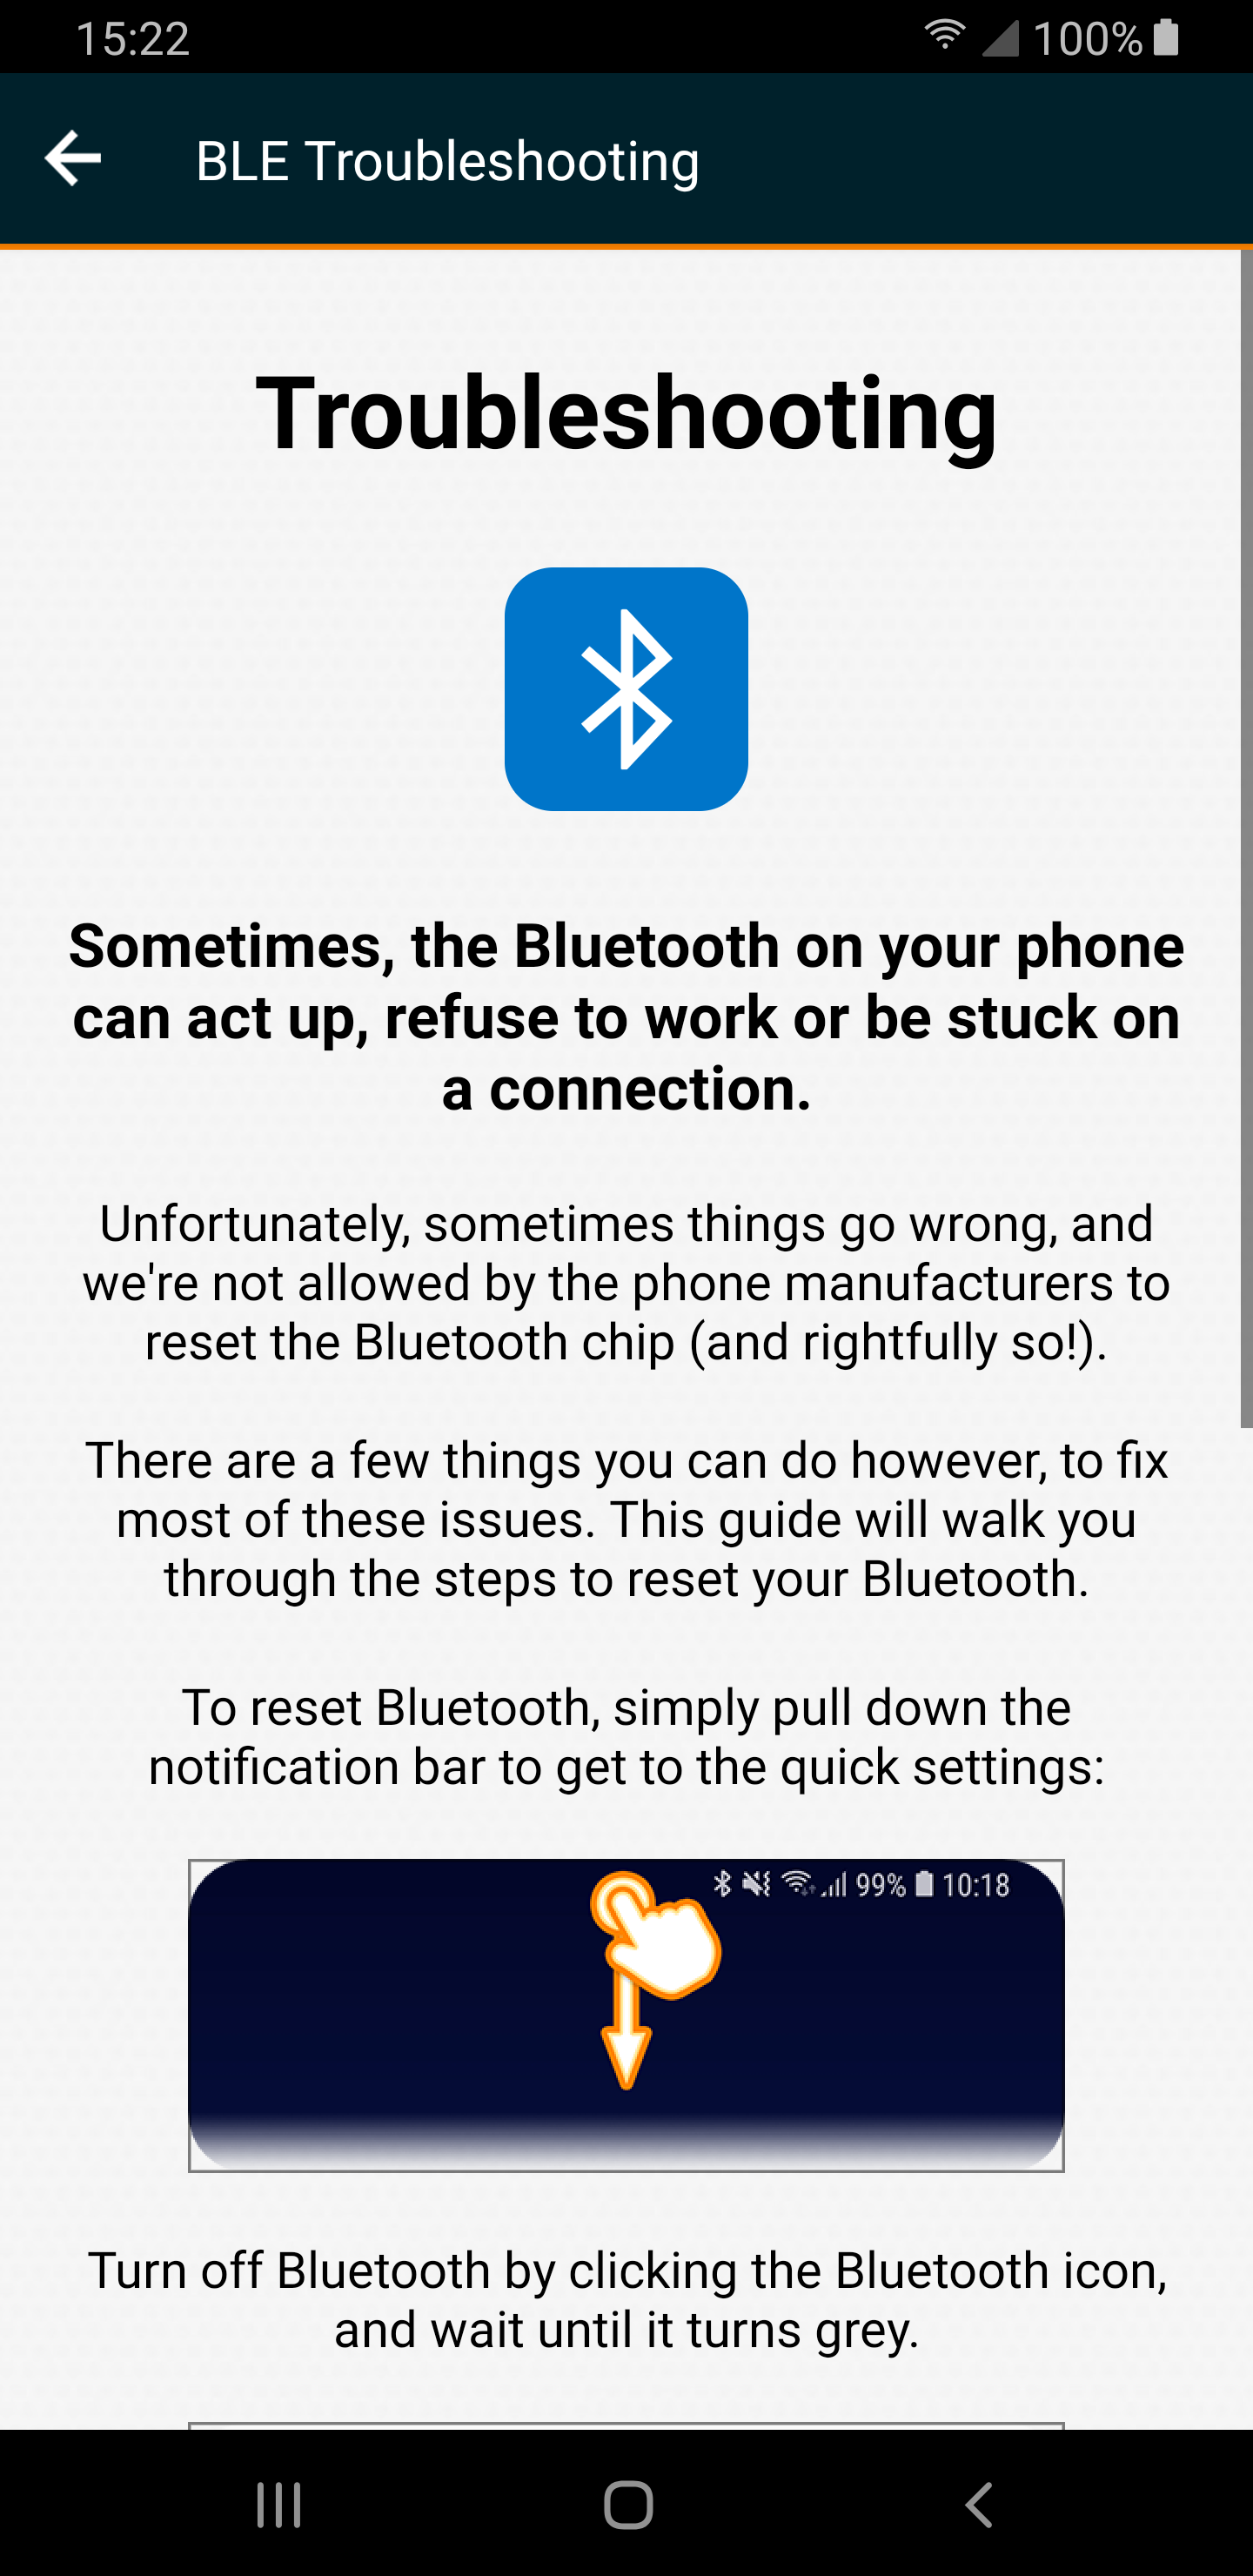 15:22 100%
BLE Troubleshooting
Troubleshooting
Sometimes, the Bluetooth on your phone
can act up, refuse to work or be stuck on
a connection.
Unfortunately, sometimes things go wrong, and
we're not allowed by the phone manufacturers to
reset the Bluetooth chip (and rightfully so!).
There are a few things you can do however, to fix
most of these issues. This guide will walk you
through the steps to reset your Bluetooth.
To reset Bluetooth, simply pull down the
notification bar to get to the quick settings:
99% 10:18
Turn off Bluetooth by clicking the Bluetooth icon,
and wait until it turns grey.